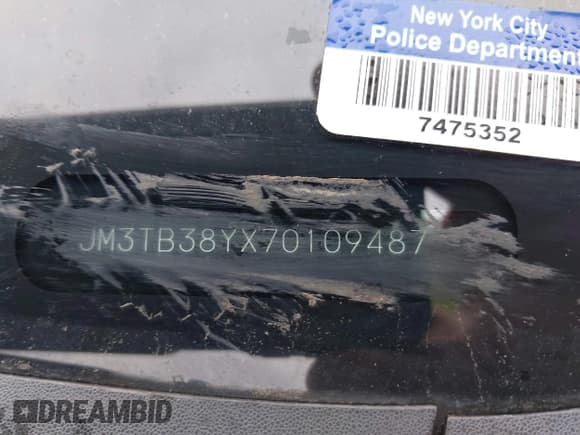 New York City
Police Department
7475352
JM3TB38YX70109487
DREAMBID